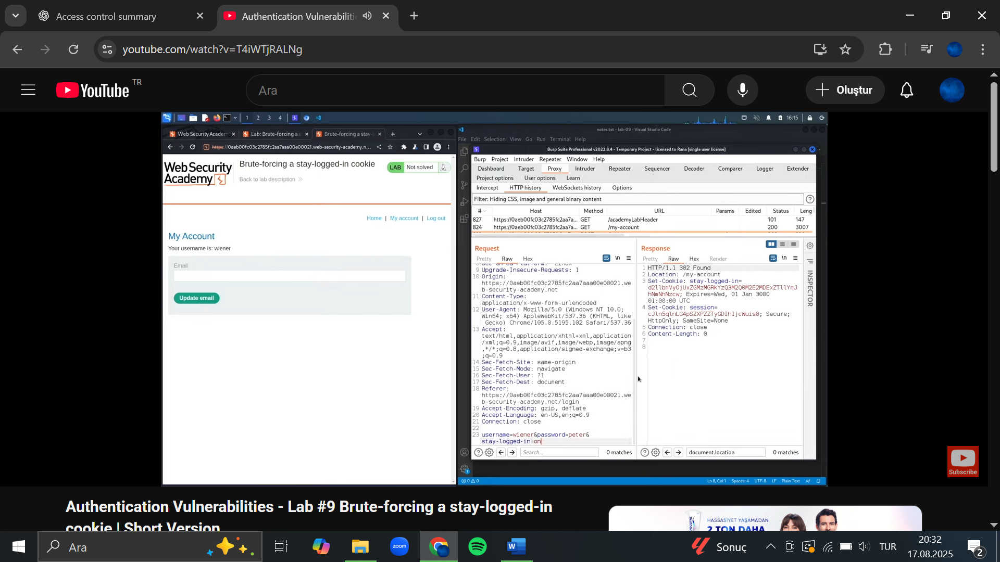 Access control summary
Authentication Vulnerabiliti
youtube.com/watch?v=T4iWTjRALNg
YouTube TR
Ara
Oluştur
1 2 3 4
16:15
Web Security Academ
Lab: Brute-forcing a s
Brute-forcing a stay-l
https://0aeb00fc03c2785fc2aa7aaa00e00021.web-security-academy.n...
Web Security Academy
Brute-forcing a stay-logged-in cookie
Back to lab description
LAB Not solved
Home | My account | Log out
My Account
Your username is: wiener
Email
Update email
notes.txt - lab-09 - Visual Studio Code
File Edit Selection View Go Run Terminal Help
Burp Suite Professional v2022.8.4 - Temporary Project - licensed to Rana [single user license]
Burp Project Intruder Repeater Window Help
Dashboard Target Proxy Intruder Repeater Sequencer Decoder Comparer Logger Extender
Project options User options Learn
Intercept HTTP history WebSockets history Options
Filter: Hiding CSS, image and general binary content
# Host Method URL Params Edited Status Leng
827 https://0aeb00fc03c2785fc2aa7a... GET /academyLabHeader 101 147
824 https://0aeb00fc03c2785fc2aa7a... GET /my-account 200 3007
Request
Pretty Raw Hex
\n
9 Upgrade-Insecure-Requests: 1
10 Origin:
https://0aeb00fc03c2785fc2aa7aaa00e00021.we
b-security-academy.net
11 Content-Type:
application/x-www-form-urlencoded
12 User-Agent: Mozilla/5.0 (Windows NT 10.0;
Win64; x64) AppleWebKit/537.36 (KHTML, like
Gecko) Chrome/105.0.5195.102 Safari/537.36
13 Accept:
text/html,application/xhtml+xml,application
/xml;q=0.9,image/avif,image/webp,image/apng
,*/*;q=0.8,application/signed-exchange;v=b3
;q=0.9
14 Sec-Fetch-Site: same-origin
15 Sec-Fetch-Mode: navigate
16 Sec-Fetch-User: ?1
17 Sec-Fetch-Dest: document
18 Referer:
https://0aeb00fc03c2785fc2aa7aaa00e00021.we
b-security-academy.net/login
19 Accept-Encoding: gzip, deflate
20 Accept-Language: en-US,en;q=0.9
21 Connection: close
22
23 username=wiener&password=peter&
stay-logged-in=on
Search...
0 matches
Response
Pretty Raw Hex Render
\n
1 HTTP/1.1 302 Found
2 Location: /my-account
3 Set-Cookie: stay-logged-in=
d2llbmVyOjUxZGMzMGRkYzQ3M2Q0M2E2MDExZTllYmJ
hNmNhNzcw; Expires=Wed, 01 Jan 3000
01:00:00 UTC
4 Set-Cookie: session=
cJln5qlnLG4pSZXPZZTyGDIh1jcWuis0; Secure;
HttpOnly; SameSite=None
5 Connection: close
6 Content-Length: 0
7
8
document.location
0 matches
INSPECTOR
0 0
Ln 8, Col 1 Spaces: 4 UTF-8 LF Plain Text
Subscribe
Authentication Vulnerabilities - Lab #9 Brute-forcing a stay-logged-in
cookie | Short Version
SENSODYNE
HASSASİYET YAŞAMADAN
2 TON DAHA
Ara
zoom
W
Sonuç
TUR
20:32
17.08.2025
2